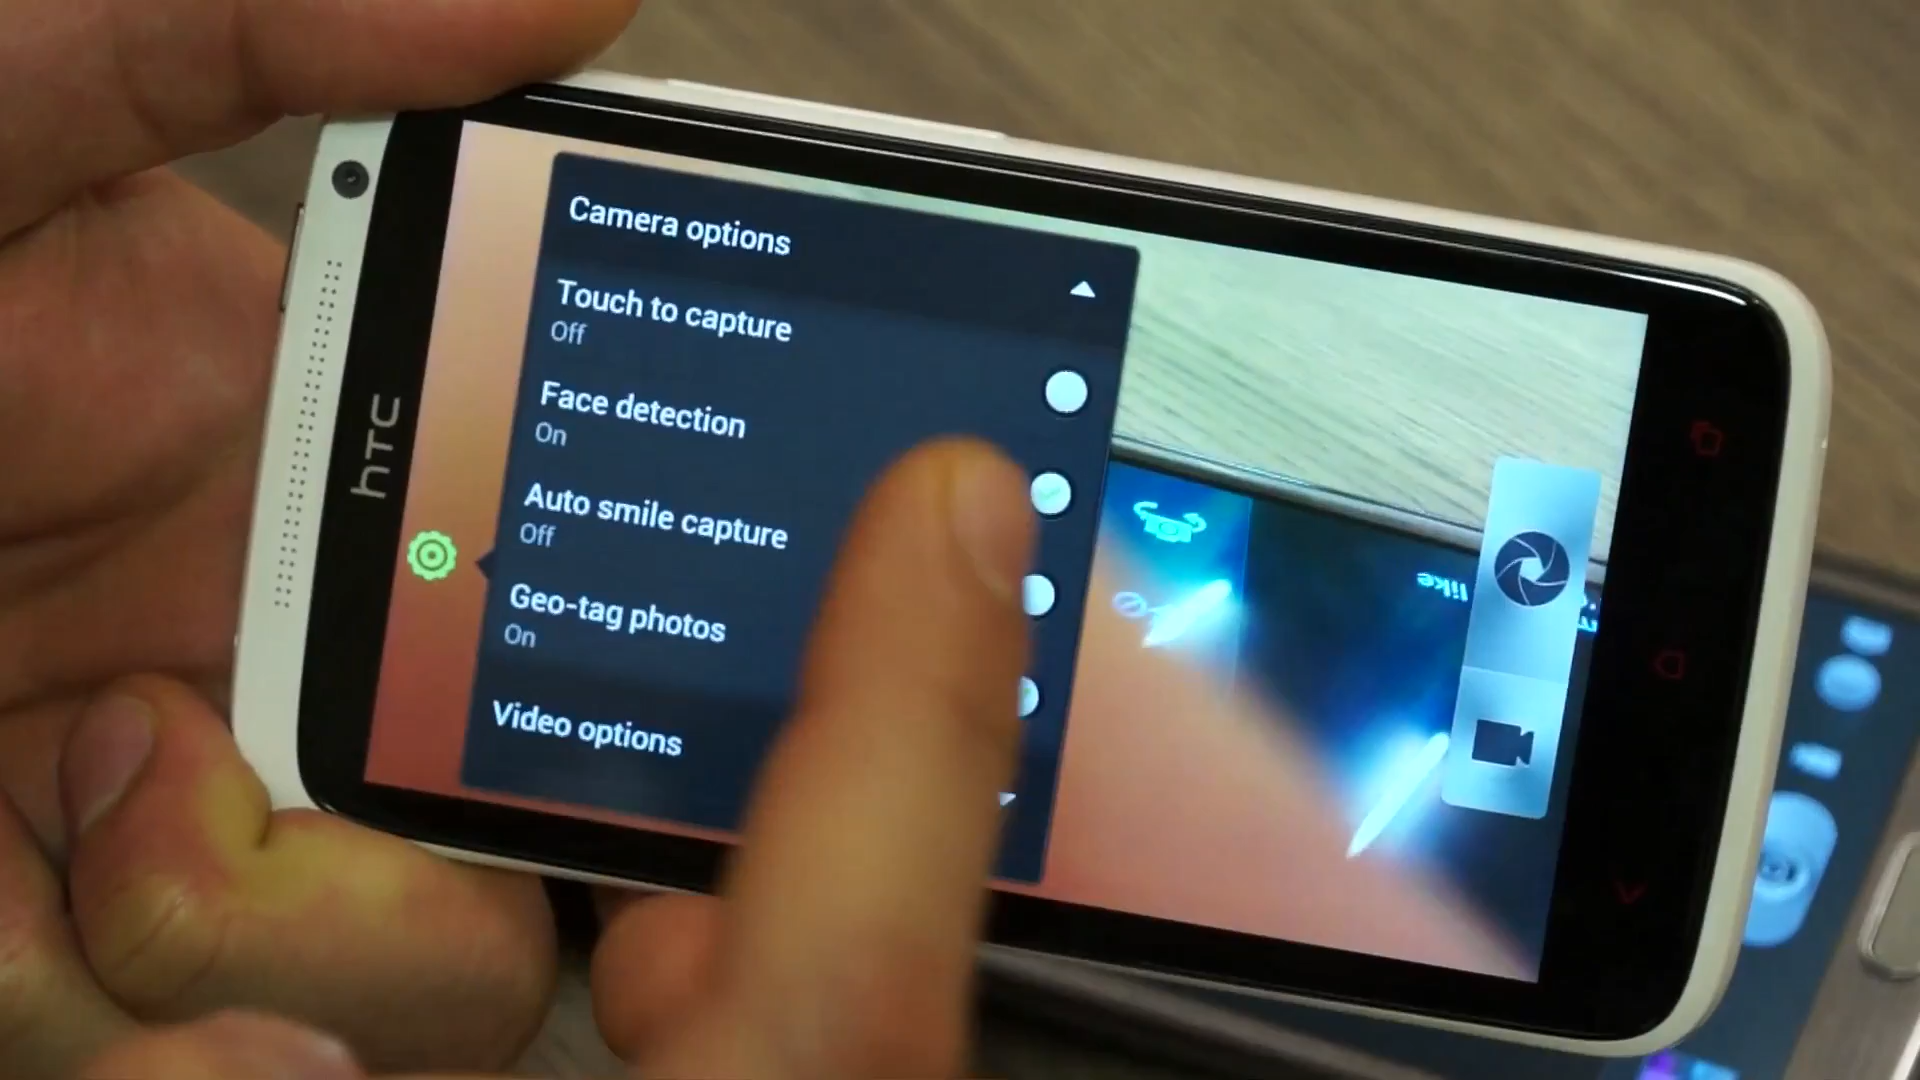 Camera options
Touch to capture
Off
Face detection
On
Auto smile capture
Off
Geo-tag photos
On
Video options
hTC
like